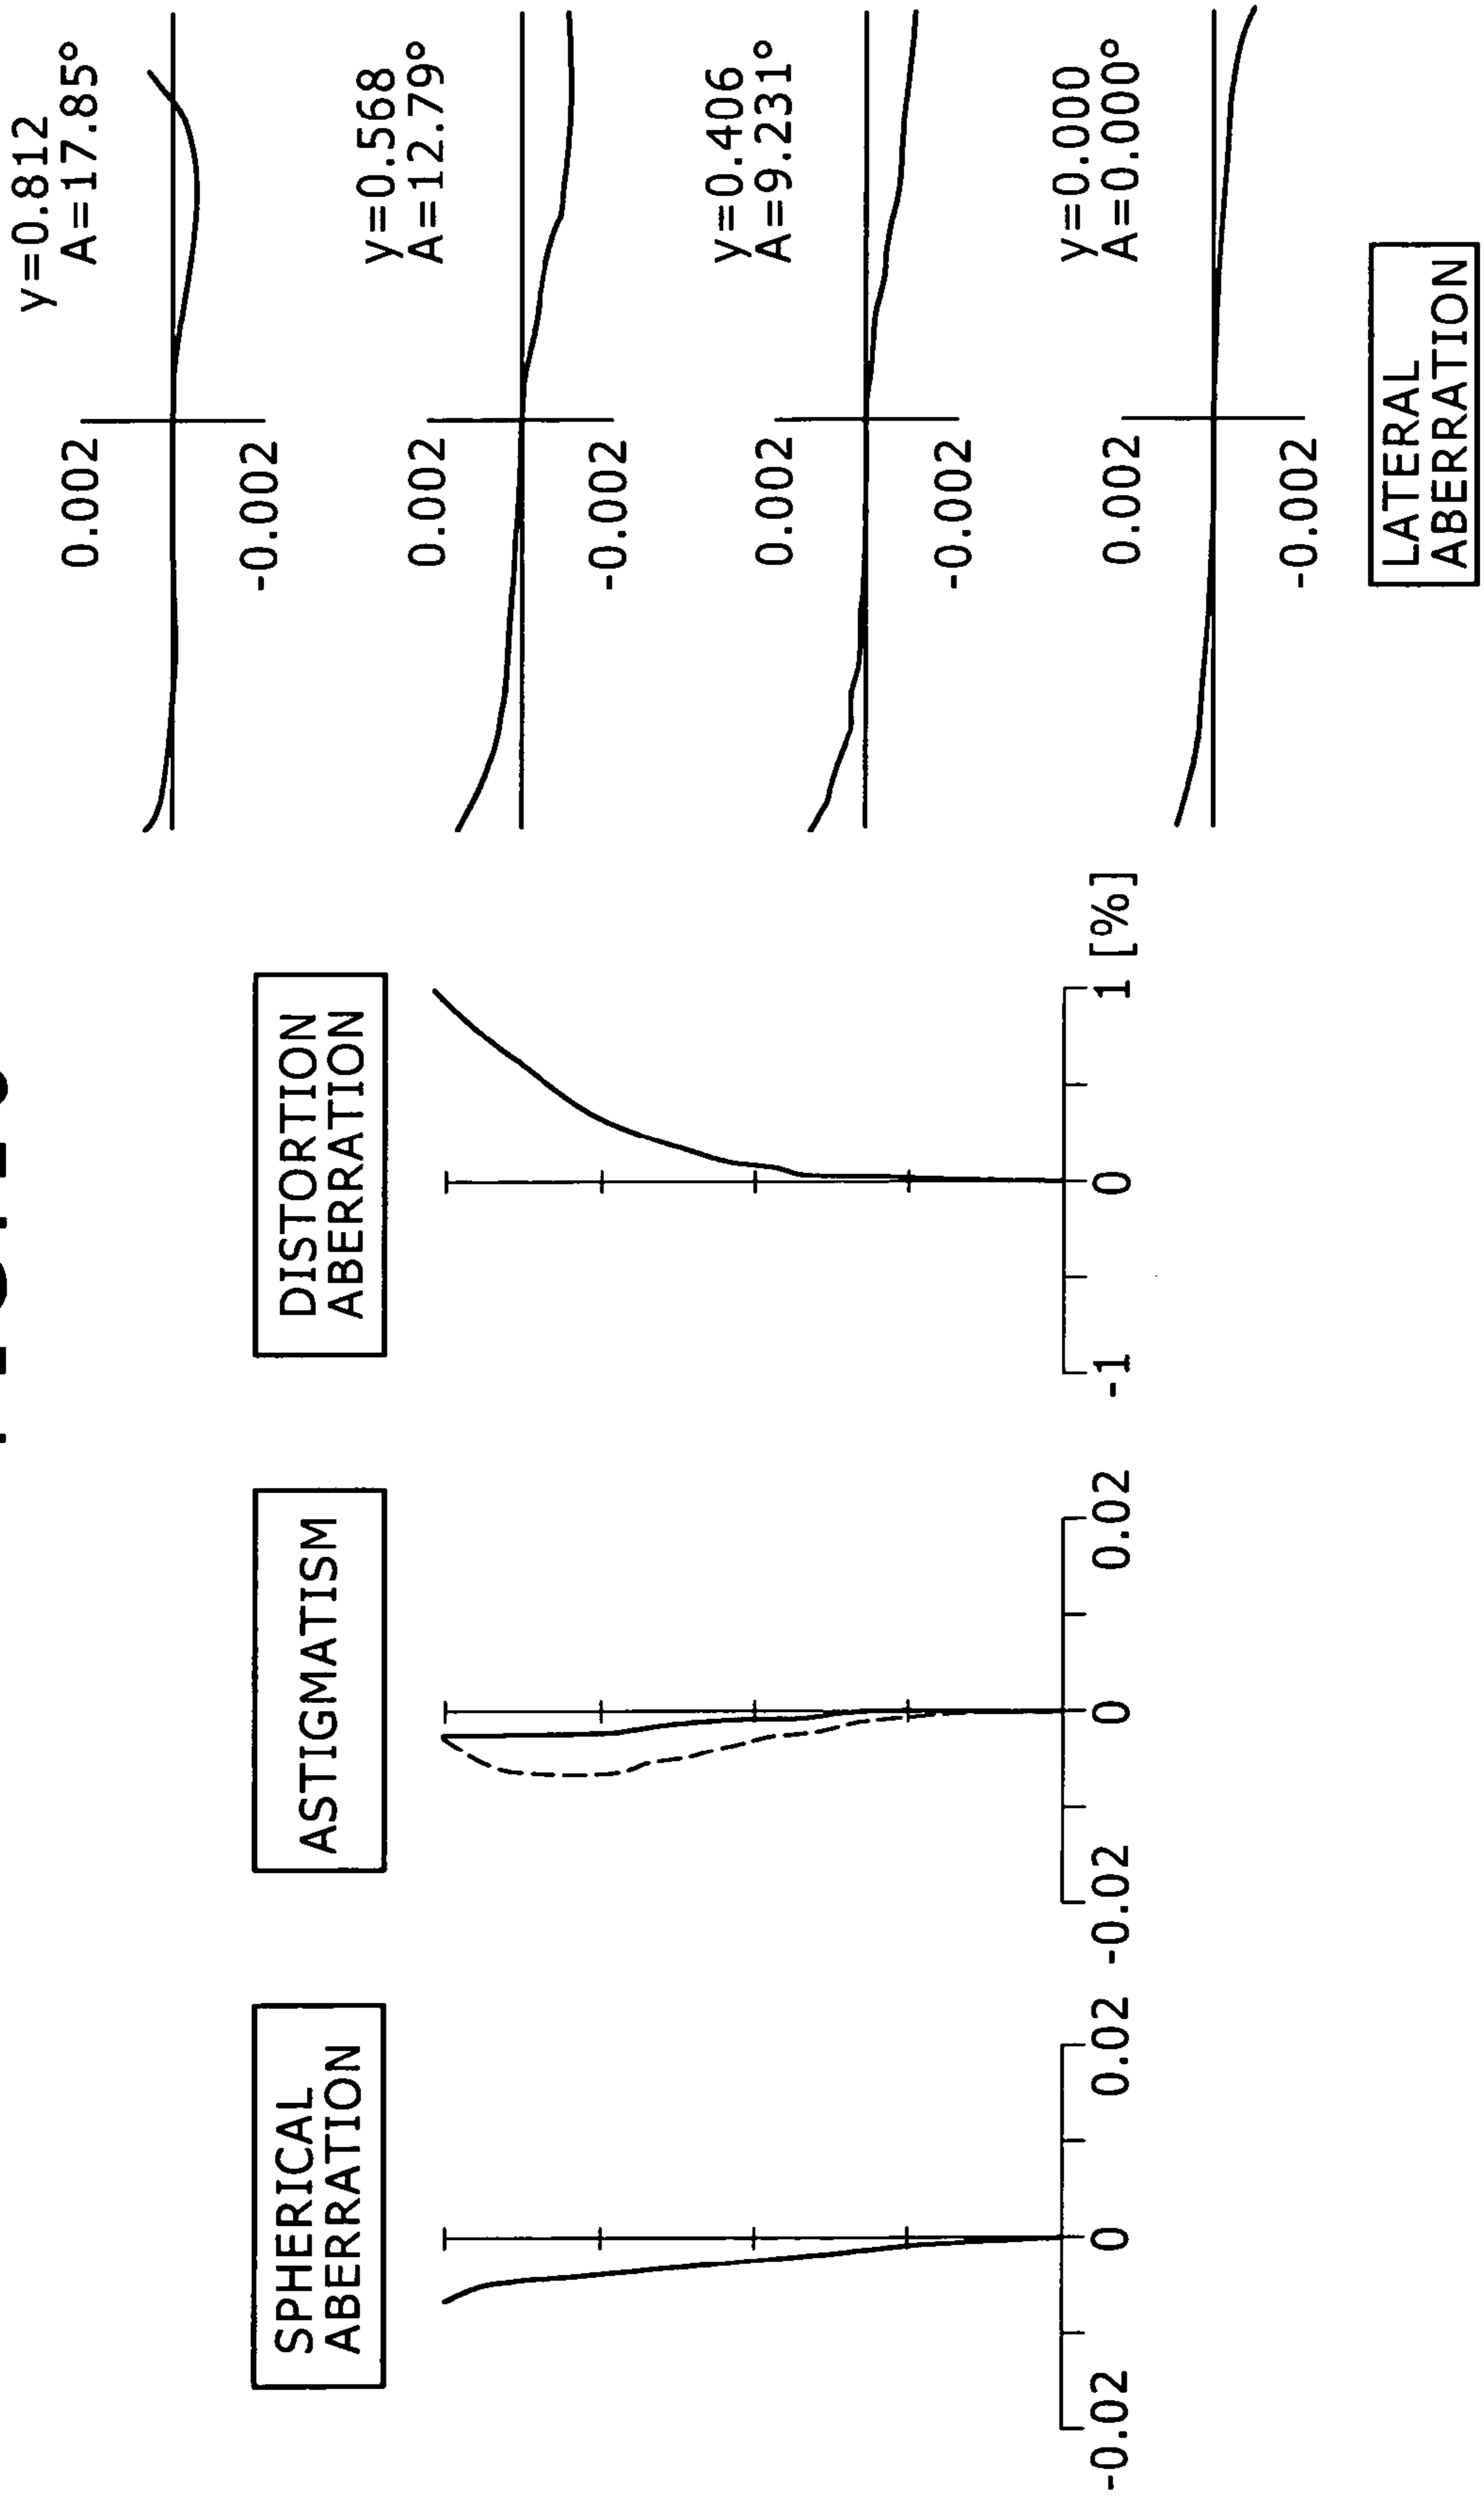 SPHERICAL
ABERRATION
-0.02
0
0.02
ASTIGMATISM
-0.02
0
0.02
DISTORTION
ABERRATION
-1
0
1
[%]
y=0.812
A=17.85°
0.002
-0.002
y=0.568
A=12.79°
0.002
-0.002
y=0.406
A=9.231°
0.002
-0.002
y=0.000
A=0.000°
0.002
-0.002
LATERAL
ABERRATION